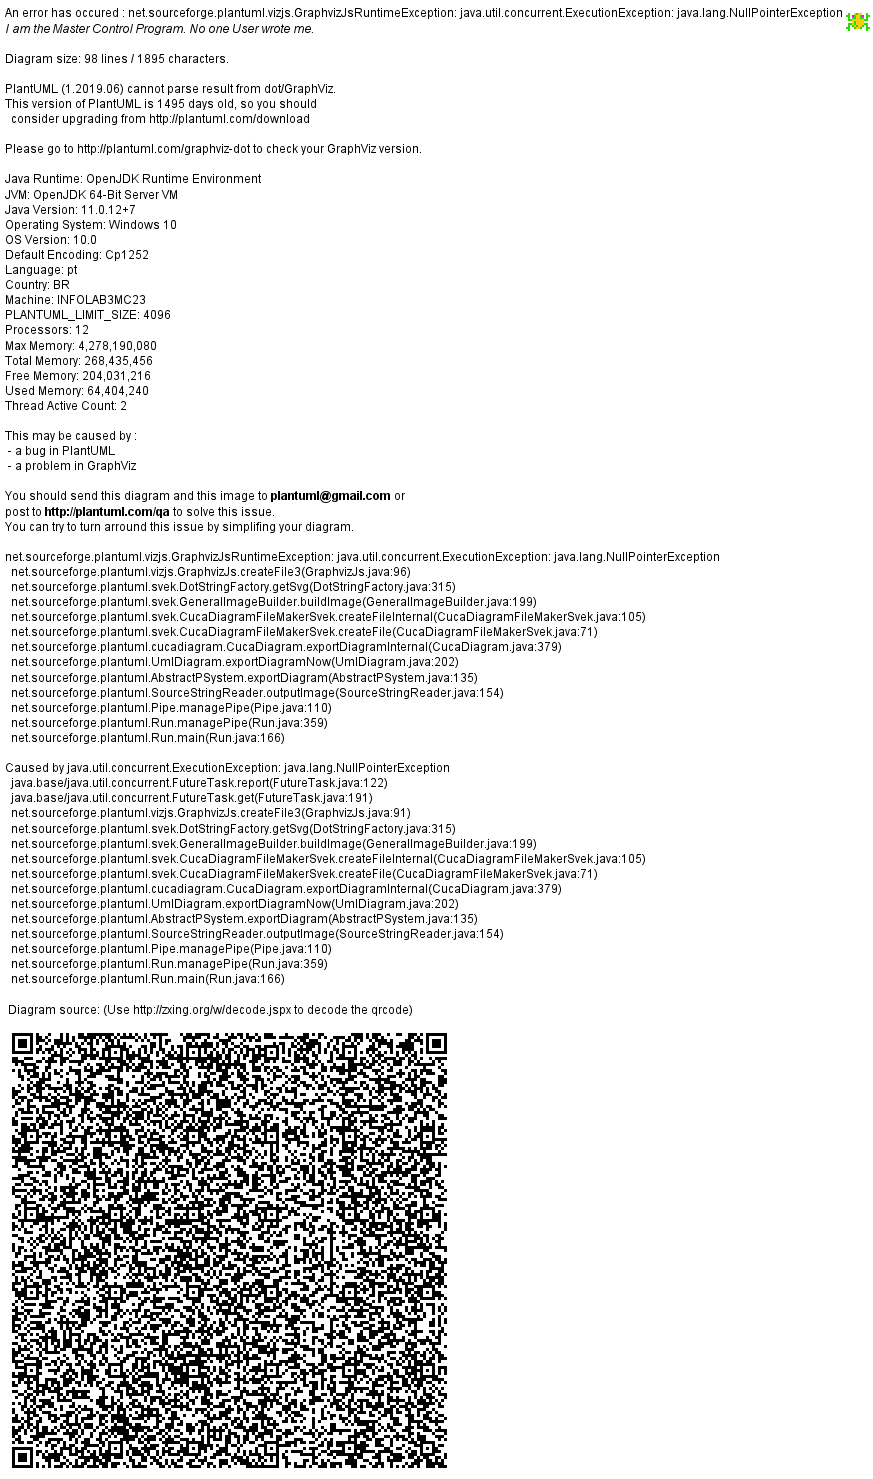 An error has occured : net.sourceforge.plantuml.vizjs.GraphvizJsRuntimeException: java.util.concurrent.ExecutionException: java.lang.NullPointerException
I am the Master Control Program. No one User wrote me.
Diagram size: 98 lines / 1895 characters.
PlantUML (1.2019.06) cannot parse result from dot/GraphViz.
This version of PlantUML is 1495 days old, so you should
consider upgrading from http://plantuml.com/download
Please go to http://plantuml.com/graphviz-dot to check your GraphViz version.
Java Runtime: OpenJDK Runtime Environment
JVM: OpenJDK 64-Bit Server VM
Java Version: 11.0.12+7
Operating System: Windows 10
OS Version: 10.0
Default Encoding: Cp1252
Language: pt
Country: BR
Machine: INFOLAB3MC23
PLANTUML_LIMIT_SIZE: 4096
Processors: 12
Max Memory: 4,278,190,080
Total Memory: 268,435,456
Free Memory: 204,031,216
Used Memory: 64,404,240
Thread Active Count: 2
This may be caused by :
- a bug in PlantUML
- a problem in GraphViz
You should send this diagram and this image to plantuml@gmail.com or
post to http://plantuml.com/qa to solve this issue.
You can try to turn arround this issue by simplifing your diagram.
net.sourceforge.plantuml.vizjs.GraphvizJsRuntimeException: java.util.concurrent.ExecutionException: java.lang.NullPointerException
net.sourceforge.plantuml.vizjs.GraphvizJs.createFile3(GraphvizJs.java:96)
net.sourceforge.plantuml.svek.DotStringFactory.getSvg(DotStringFactory.java:315)
net.sourceforge.plantuml.svek.GeneralImageBuilder.buildImage(GeneralImageBuilder.java:199)
net.sourceforge.plantuml.svek.CucaDiagramFileMakerSvek.createFileInternal(CucaDiagramFileMakerSvek.java:105)
net.sourceforge.plantuml.svek.CucaDiagramFileMakerSvek.createFile(CucaDiagramFileMakerSvek.java:71)
net.sourceforge.plantuml.cucadiagram.CucaDiagram.exportDiagramInternal(CucaDiagram.java:379)
net.sourceforge.plantuml.UmlDiagram.exportDiagramNow(UmlDiagram.java:202)
net.sourceforge.plantuml.AbstractPSystem.exportDiagram(AbstractPSystem.java:135)
net.sourceforge.plantuml.SourceStringReader.outputImage(SourceStringReader.java:154)
net.sourceforge.plantuml.Pipe.managePipe(Pipe.java:110)
net.sourceforge.plantuml.Run.managePipe(Run.java:359)
net.sourceforge.plantuml.Run.main(Run.java:166)
Caused by java.util.concurrent.ExecutionException: java.lang.NullPointerException
java.base/java.util.concurrent.FutureTask.report(FutureTask.java:122)
java.base/java.util.concurrent.FutureTask.get(FutureTask.java:191)
net.sourceforge.plantuml.vizjs.GraphvizJs.createFile3(GraphvizJs.java:91)
net.sourceforge.plantuml.svek.DotStringFactory.getSvg(DotStringFactory.java:315)
net.sourceforge.plantuml.svek.GeneralImageBuilder.buildImage(GeneralImageBuilder.java:199)
net.sourceforge.plantuml.svek.CucaDiagramFileMakerSvek.createFileInternal(CucaDiagramFileMakerSvek.java:105)
net.sourceforge.plantuml.svek.CucaDiagramFileMakerSvek.createFile(CucaDiagramFileMakerSvek.java:71)
net.sourceforge.plantuml.cucadiagram.CucaDiagram.exportDiagramInternal(CucaDiagram.java:379)
net.sourceforge.plantuml.UmlDiagram.exportDiagramNow(UmlDiagram.java:202)
net.sourceforge.plantuml.AbstractPSystem.exportDiagram(AbstractPSystem.java:135)
net.sourceforge.plantuml.SourceStringReader.outputImage(SourceStringReader.java:154)
net.sourceforge.plantuml.Pipe.managePipe(Pipe.java:110)
net.sourceforge.plantuml.Run.managePipe(Run.java:359)
net.sourceforge.plantuml.Run.main(Run.java:166)
Diagram source: (Use http://zxing.org/w/decode.jspx to decode the qrcode)